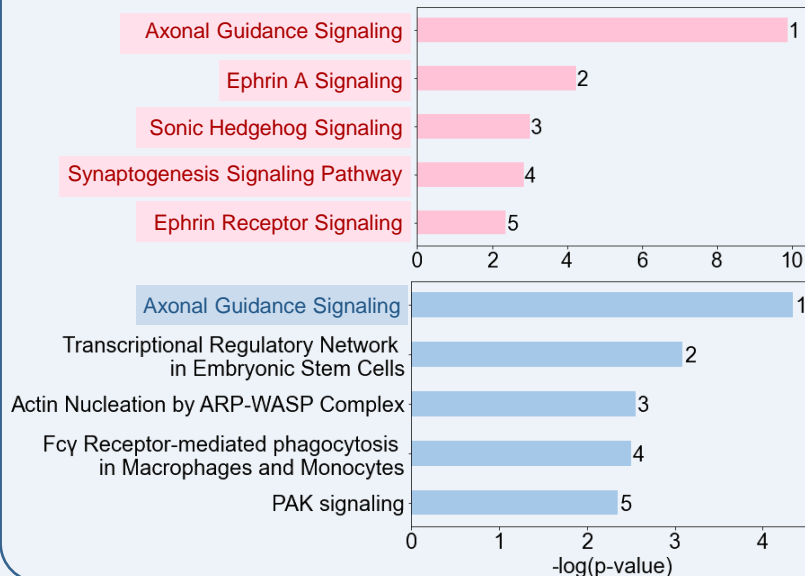 Axonal Guidance Signaling 1
Ephrin A Signaling 2
Sonic Hedgehog Signaling 3
Synaptogenesis Signaling Pathway 4
Ephrin Receptor Signaling 5
0 2 4 6 8 10
Axonal Guidance Signaling 1
Transcriptional Regulatory Network
in Embryonic Stem Cells 2
Actin Nucleation by ARP-WASP Complex 3
Fcγ Receptor-mediated phagocytosis
in Macrophages and Monocytes 4
PAK signaling 5
0 1 2 3 4
-log(p-value)